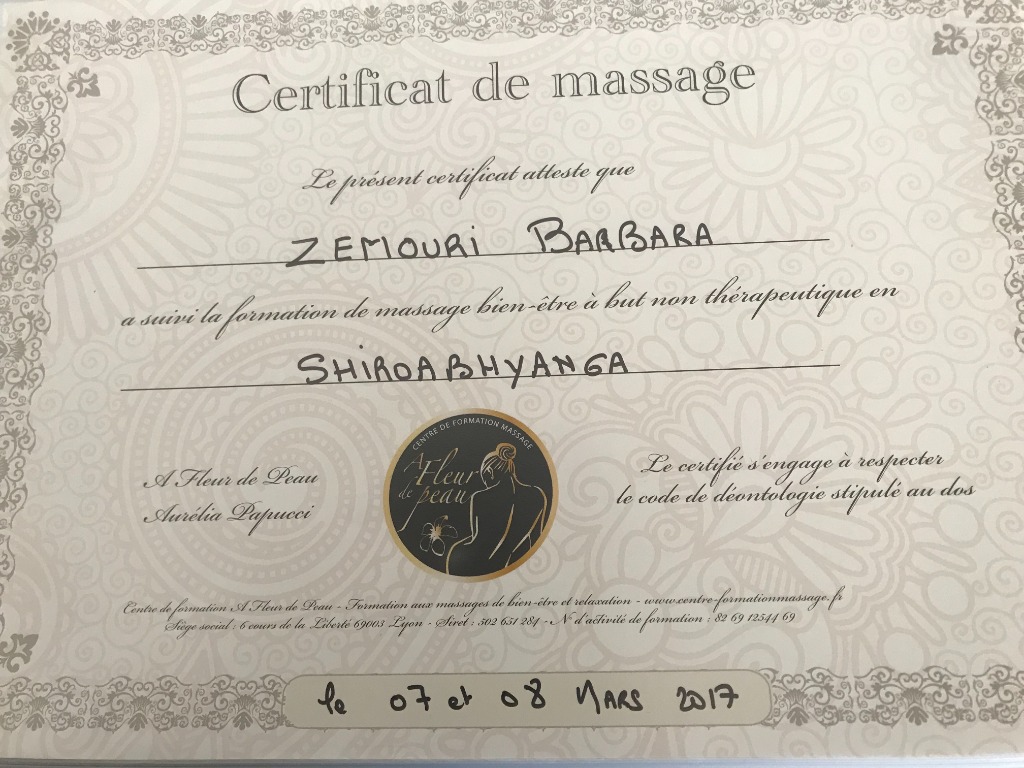 Certificat de massage
Le présent certificat atteste que
ZEMOURI BARBARA
a suivi la formation de massage bien-être à but non thérapeutique en
SHIROABHYANGA
CENTRE DE FORMATION MASSAGE
A Fleur
de peau
A Fleur de Peau
Aurélia Papucci
Le certifié s'engage à respecter
le code de déontologie stipulé au dos
Centre de formation A Fleur de Peau - Formation aux massages de bien-être et relaxation - www.centre-formationmassage.fr
Siège social : 6 cours de la Liberté 69003 Lyon - Siret : 502 651 284 - N° d'activité de formation : 82 69 12544 69
le 07 et 08 MARS 2017